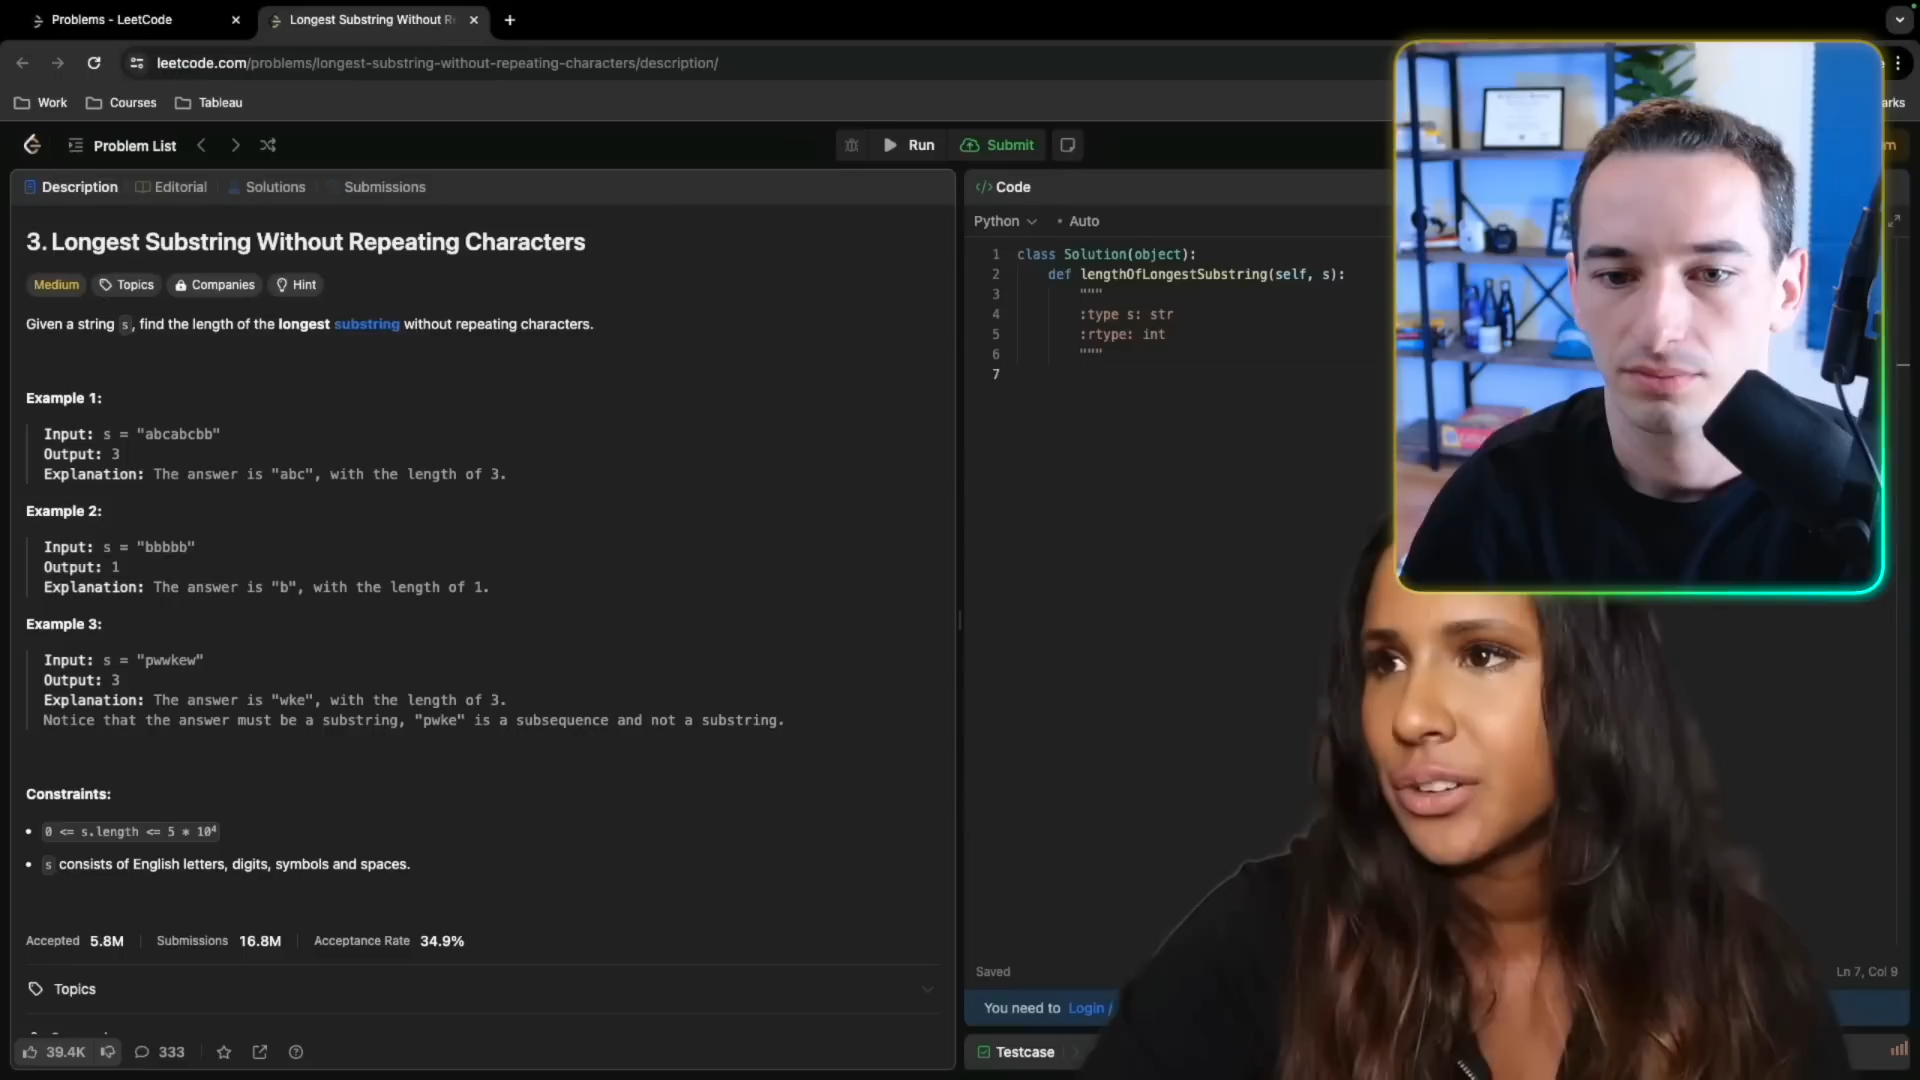 Problems - LeetCode
Longest Substring Without R
leetcode.com/problems/longest-substring-without-repeating-characters/description/
Work
Courses
Tableau
arks
Problem List
Run
Submit
m
Description
Editorial
Solutions
Submissions
3. Longest Substring Without Repeating Characters
Medium
Topics
Companies
Hint
Given a string s, find the length of the longest substring without repeating characters.
Example 1:
Input: s = "abcabcbb"
Output: 3
Explanation: The answer is "abc", with the length of 3.
Example 2:
Input: s = "bbbbb"
Output: 1
Explanation: The answer is "b", with the length of 1.
Example 3:
Input: s = "pwwkew"
Output: 3
Explanation: The answer is "wke", with the length of 3.
Notice that the answer must be a substring, "pwke" is a subsequence and not a substring.
Constraints:
• 0 <= s.length <= 5 * 10⁴
• s consists of English letters, digits, symbols and spaces.
Accepted 5.8M
Submissions 16.8M
Acceptance Rate 34.9%
Topics
39.4K
333
</> Code
Python
• Auto
1 class Solution(object):
2 def lengthOfLongestSubstring(self, s):
3 """
4 :type s: str
5 :rtype: int
6 """
7
Saved
Ln 7, Col 9
You need to Login /
Testcase